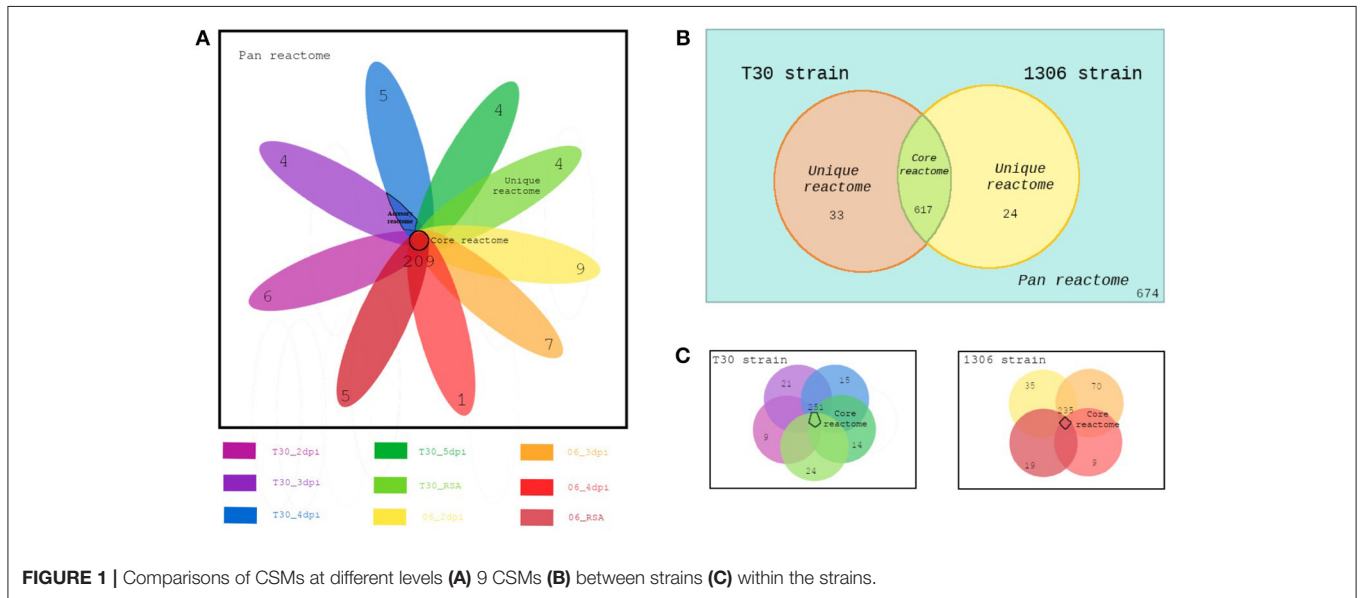 A
Pan reactome
5
4
4
4
Unique
reactome
Accesory
reactome
Core reactome
209
9
6
7
5
1
T30_2dpi
T30_5dpi
06_3dpi
T30_3dpi
T30_RSA
06_4dpi
T30_4dpi
06_2dpi
06_RSA
B
T30 strain
1306 strain
Unique
reactome
33
Core
reactome
617
Unique
reactome
24
Pan reactome
674
C
T30 strain
21
15
251
Core
reactome
9
14
24
1306 strain
35
70
235
Core
reactome
19
9
FIGURE 1 | Comparisons of CSMs at different levels (A) 9 CSMs (B) between strains (C) within the strains.